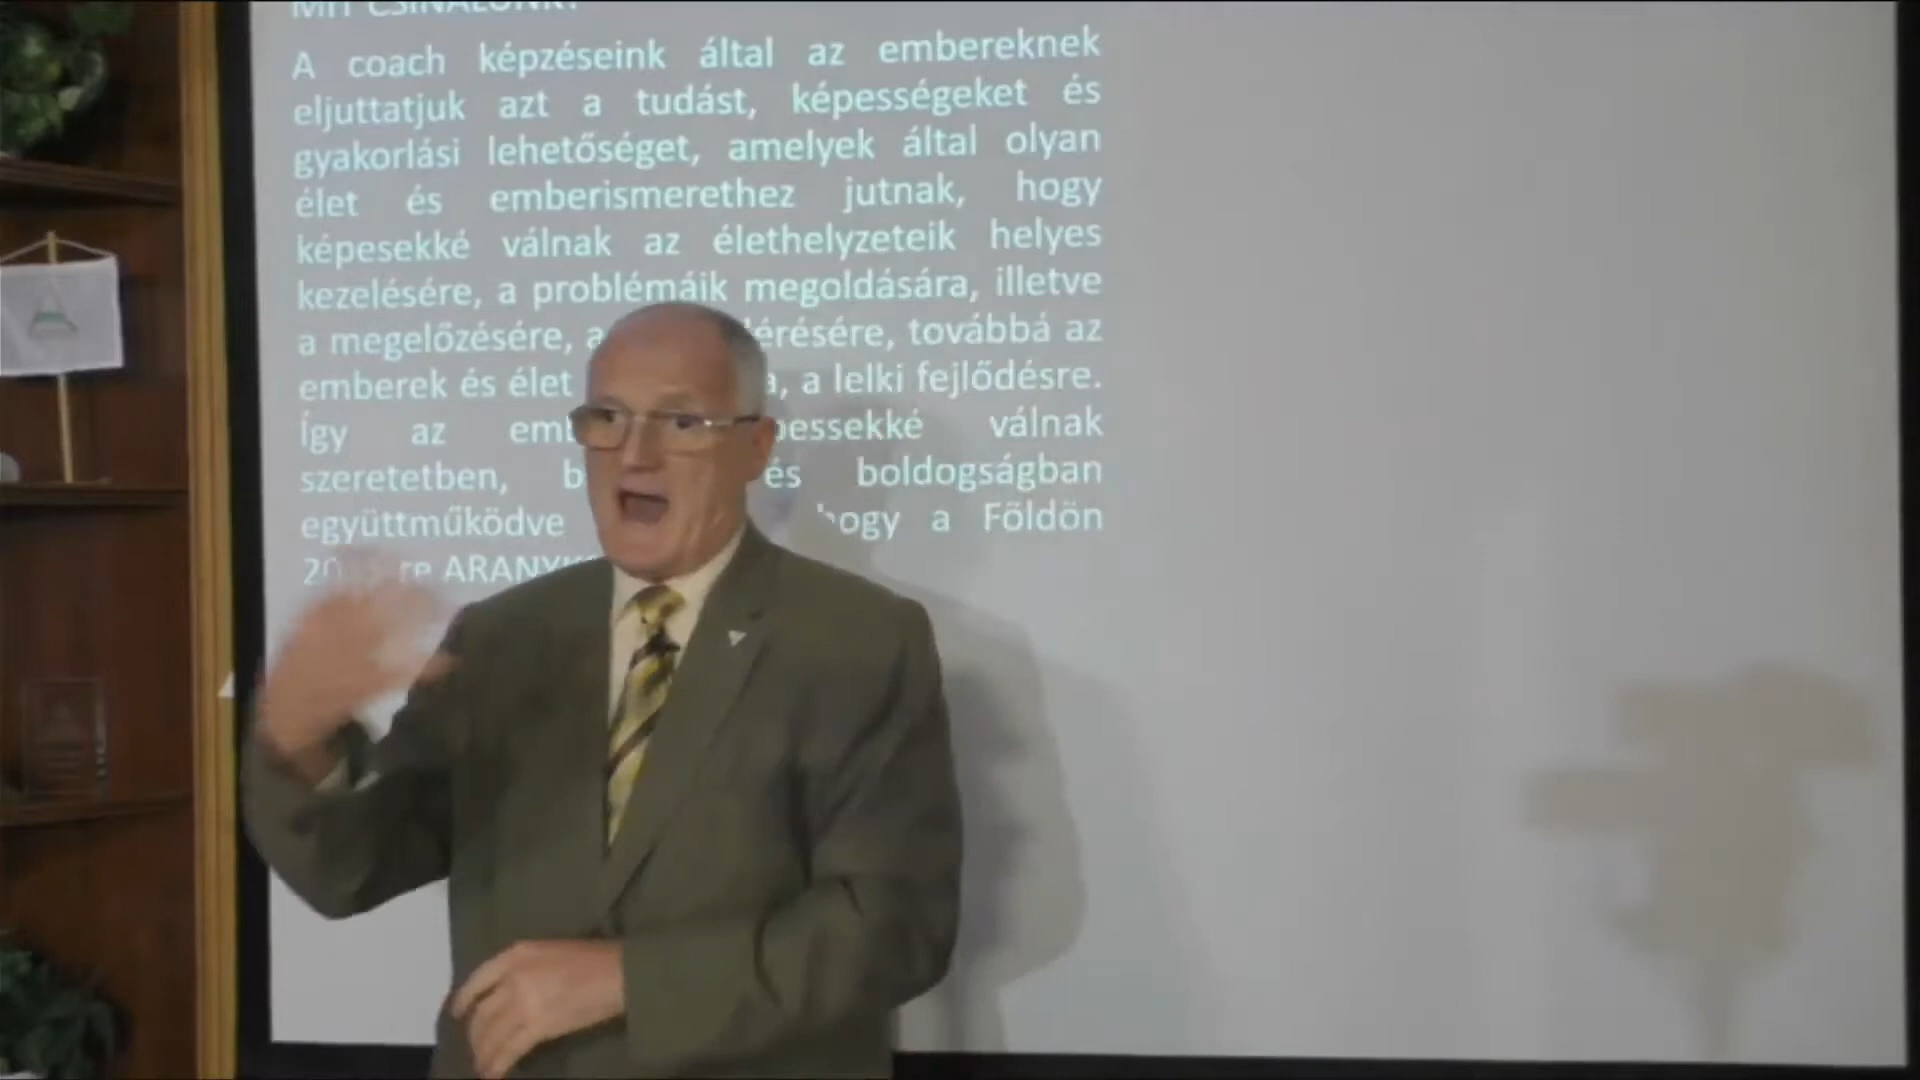 MIT CSINÁLUNK?
A coach képzéseink által az embereknek
eljuttatjuk azt a tudást, képességeket és
gyakorlási lehetőséget, amelyek által olyan
élet és emberismerethez jutnak, hogy
képesekké válnak az élethelyzeteik helyes
kezelésére, a problémáik megoldására, illetve
a megelőzésére, továbbá az
emberek és élet a lelki fejlődésre.
Így az válnak
szeretetben, és boldogságban
együttműködve hogy a Földön